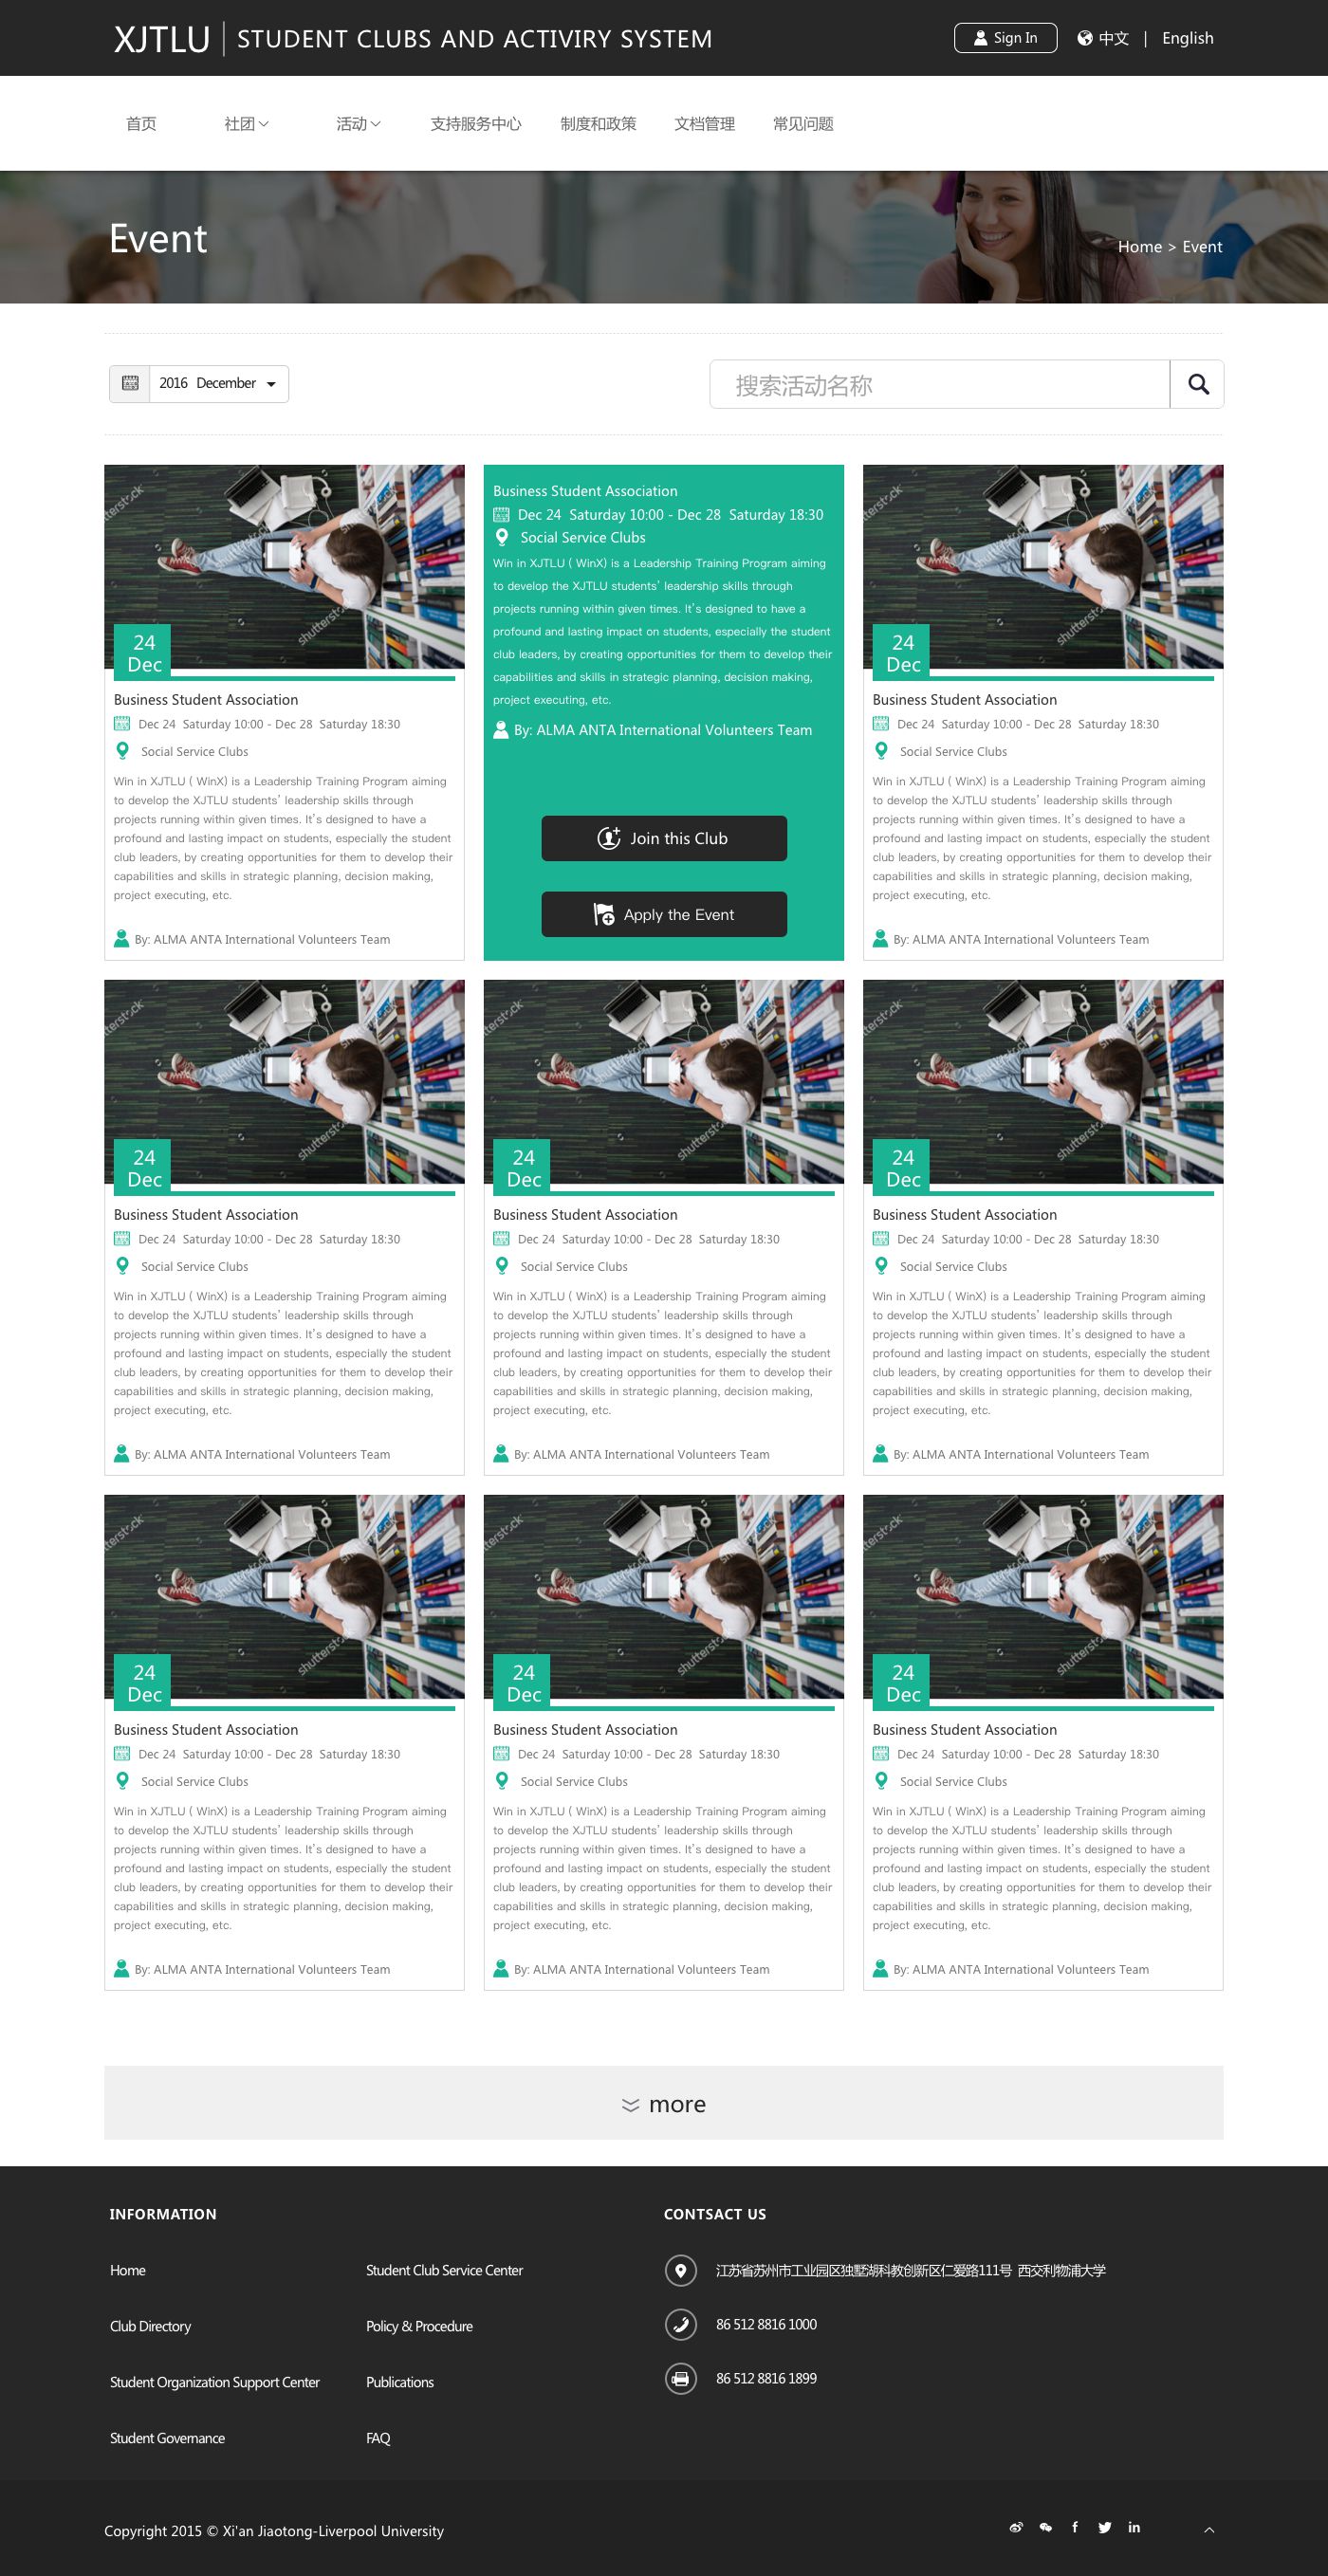 XJTLU | STUDENT CLUBS AND ACTIVIRY SYSTEM
Sign In
中文 | English
首页 社团 活动 支持服务中心 制度和政策 文档管理 常见问题
Event
Home > Event
2016 December
搜索活动名称
shutterstock
shutterstock
24
Dec
Business Student Association
Dec 24 Saturday 10:00 - Dec 28 Saturday 18:30
Social Service Clubs
Win in XJTLU ( WinX) is a Leadership Training Program aiming
to develop the XJTLU students' leadership skills through
projects running within given times. It's designed to have a
profound and lasting impact on students, especially the student
club leaders, by creating opportunities for them to develop their
capabilities and skills in strategic planning, decision making,
project executing, etc.
By: ALMA ANTA International Volunteers Team
Business Student Association
Dec 24 Saturday 10:00 - Dec 28 Saturday 18:30
Social Service Clubs
Win in XJTLU ( WinX) is a Leadership Training Program aiming
to develop the XJTLU students' leadership skills through
projects running within given times. It's designed to have a
profound and lasting impact on students, especially the student
club leaders, by creating opportunities for them to develop their
capabilities and skills in strategic planning, decision making,
project executing, etc.
By: ALMA ANTA International Volunteers Team
Join this Club
Apply the Event
shutterstock
shutterstock
24
Dec
Business Student Association
Dec 24 Saturday 10:00 - Dec 28 Saturday 18:30
Social Service Clubs
Win in XJTLU ( WinX) is a Leadership Training Program aiming
to develop the XJTLU students' leadership skills through
projects running within given times. It's designed to have a
profound and lasting impact on students, especially the student
club leaders, by creating opportunities for them to develop their
capabilities and skills in strategic planning, decision making,
project executing, etc.
By: ALMA ANTA International Volunteers Team
shutterstock
shutterstock
24
Dec
Business Student Association
Dec 24 Saturday 10:00 - Dec 28 Saturday 18:30
Social Service Clubs
Win in XJTLU ( WinX) is a Leadership Training Program aiming
to develop the XJTLU students' leadership skills through
projects running within given times. It's designed to have a
profound and lasting impact on students, especially the student
club leaders, by creating opportunities for them to develop their
capabilities and skills in strategic planning, decision making,
project executing, etc.
By: ALMA ANTA International Volunteers Team
shutterstock
shutterstock
24
Dec
Business Student Association
Dec 24 Saturday 10:00 - Dec 28 Saturday 18:30
Social Service Clubs
Win in XJTLU ( WinX) is a Leadership Training Program aiming
to develop the XJTLU students' leadership skills through
projects running within given times. It's designed to have a
profound and lasting impact on students, especially the student
club leaders, by creating opportunities for them to develop their
capabilities and skills in strategic planning, decision making,
project executing, etc.
By: ALMA ANTA International Volunteers Team
shutterstock
shutterstock
24
Dec
Business Student Association
Dec 24 Saturday 10:00 - Dec 28 Saturday 18:30
Social Service Clubs
Win in XJTLU ( WinX) is a Leadership Training Program aiming
to develop the XJTLU students' leadership skills through
projects running within given times. It's designed to have a
profound and lasting impact on students, especially the student
club leaders, by creating opportunities for them to develop their
capabilities and skills in strategic planning, decision making,
project executing, etc.
By: ALMA ANTA International Volunteers Team
shutterstock
shutterstock
24
Dec
Business Student Association
Dec 24 Saturday 10:00 - Dec 28 Saturday 18:30
Social Service Clubs
Win in XJTLU ( WinX) is a Leadership Training Program aiming
to develop the XJTLU students' leadership skills through
projects running within given times. It's designed to have a
profound and lasting impact on students, especially the student
club leaders, by creating opportunities for them to develop their
capabilities and skills in strategic planning, decision making,
project executing, etc.
By: ALMA ANTA International Volunteers Team
shutterstock
shutterstock
24
Dec
Business Student Association
Dec 24 Saturday 10:00 - Dec 28 Saturday 18:30
Social Service Clubs
Win in XJTLU ( WinX) is a Leadership Training Program aiming
to develop the XJTLU students' leadership skills through
projects running within given times. It's designed to have a
profound and lasting impact on students, especially the student
club leaders, by creating opportunities for them to develop their
capabilities and skills in strategic planning, decision making,
project executing, etc.
By: ALMA ANTA International Volunteers Team
shutterstock
shutterstock
24
Dec
Business Student Association
Dec 24 Saturday 10:00 - Dec 28 Saturday 18:30
Social Service Clubs
Win in XJTLU ( WinX) is a Leadership Training Program aiming
to develop the XJTLU students' leadership skills through
projects running within given times. It's designed to have a
profound and lasting impact on students, especially the student
club leaders, by creating opportunities for them to develop their
capabilities and skills in strategic planning, decision making,
project executing, etc.
By: ALMA ANTA International Volunteers Team
more
INFORMATION
Home
Student Club Service Center
Club Directory
Policy & Procedure
Student Organization Support Center
Publications
Student Governance
FAQ
CONTSACT US
江苏省苏州市工业园区独墅湖科教创新区仁爱路111号 西交利物浦大学
86 512 8816 1000
86 512 8816 1899
Copyright 2015 © Xi'an Jiaotong-Liverpool University